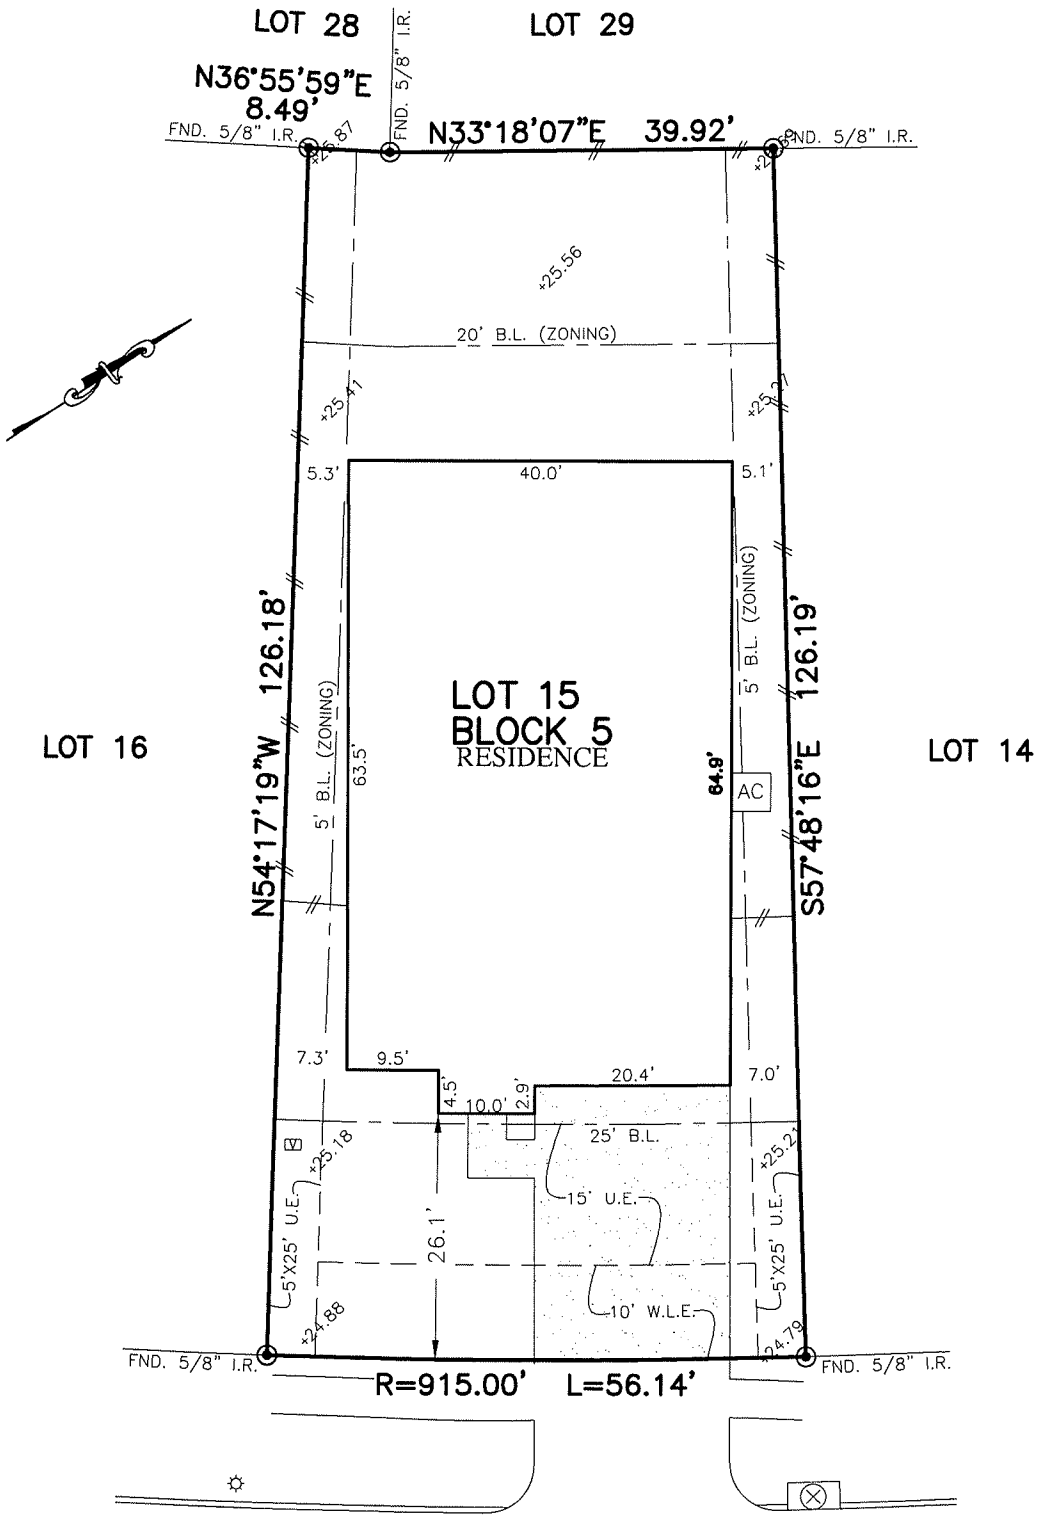 LOT 28
LOT 29
N36°55'59"E
8.49'
FND. 5/8" I.R.
FND. 5/8" I.R.
N33°18'07"E 39.92'
FND. 5/8" I.R.
25.87
25.56
20' B.L. (ZONING)
25.41
25.27
5.3'
40.0'
5.1'
5' B.L. (ZONING)
5' B.L. (ZONING)
N54°17'19"W 126.18'
S57°48'16"E 126.19'
LOT 16
LOT 15
BLOCK 5
RESIDENCE
LOT 14
63.5'
64.9'
AC
7.3'
9.5'
4.5'
10.0'
2.9'
20.4'
7.0'
25' B.L.
V
25.18
25.21
15' U.E.
5'X25' U.E.
5'X25' U.E.
26.1'
10' W.L.E.
24.88
24.79
FND. 5/8" I.R.
FND. 5/8" I.R.
R=915.00' L=56.14'